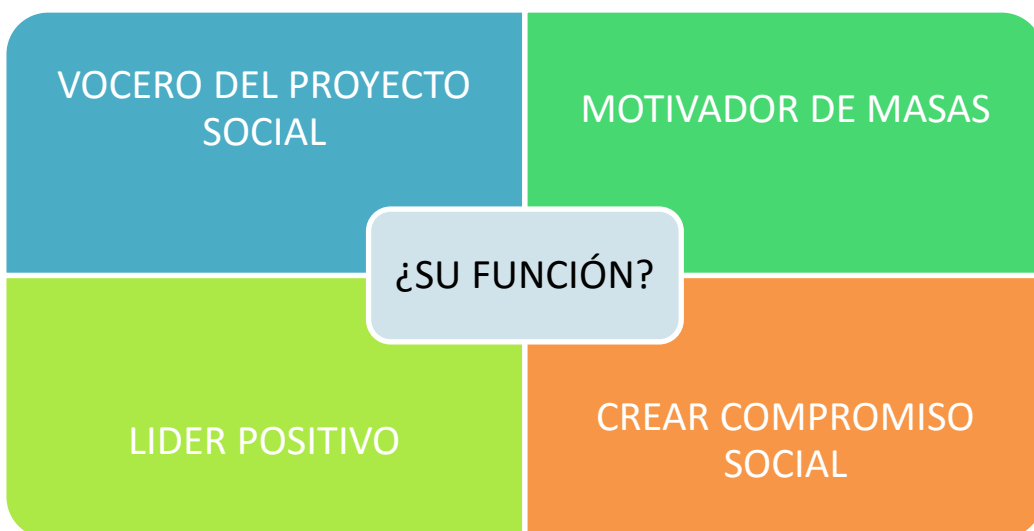 VOCERO DEL PROYECTO
SOCIAL
MOTIVADOR DE MASAS
¿SU FUNCIÓN?
LIDER POSITIVO
CREAR COMPROMISO
SOCIAL